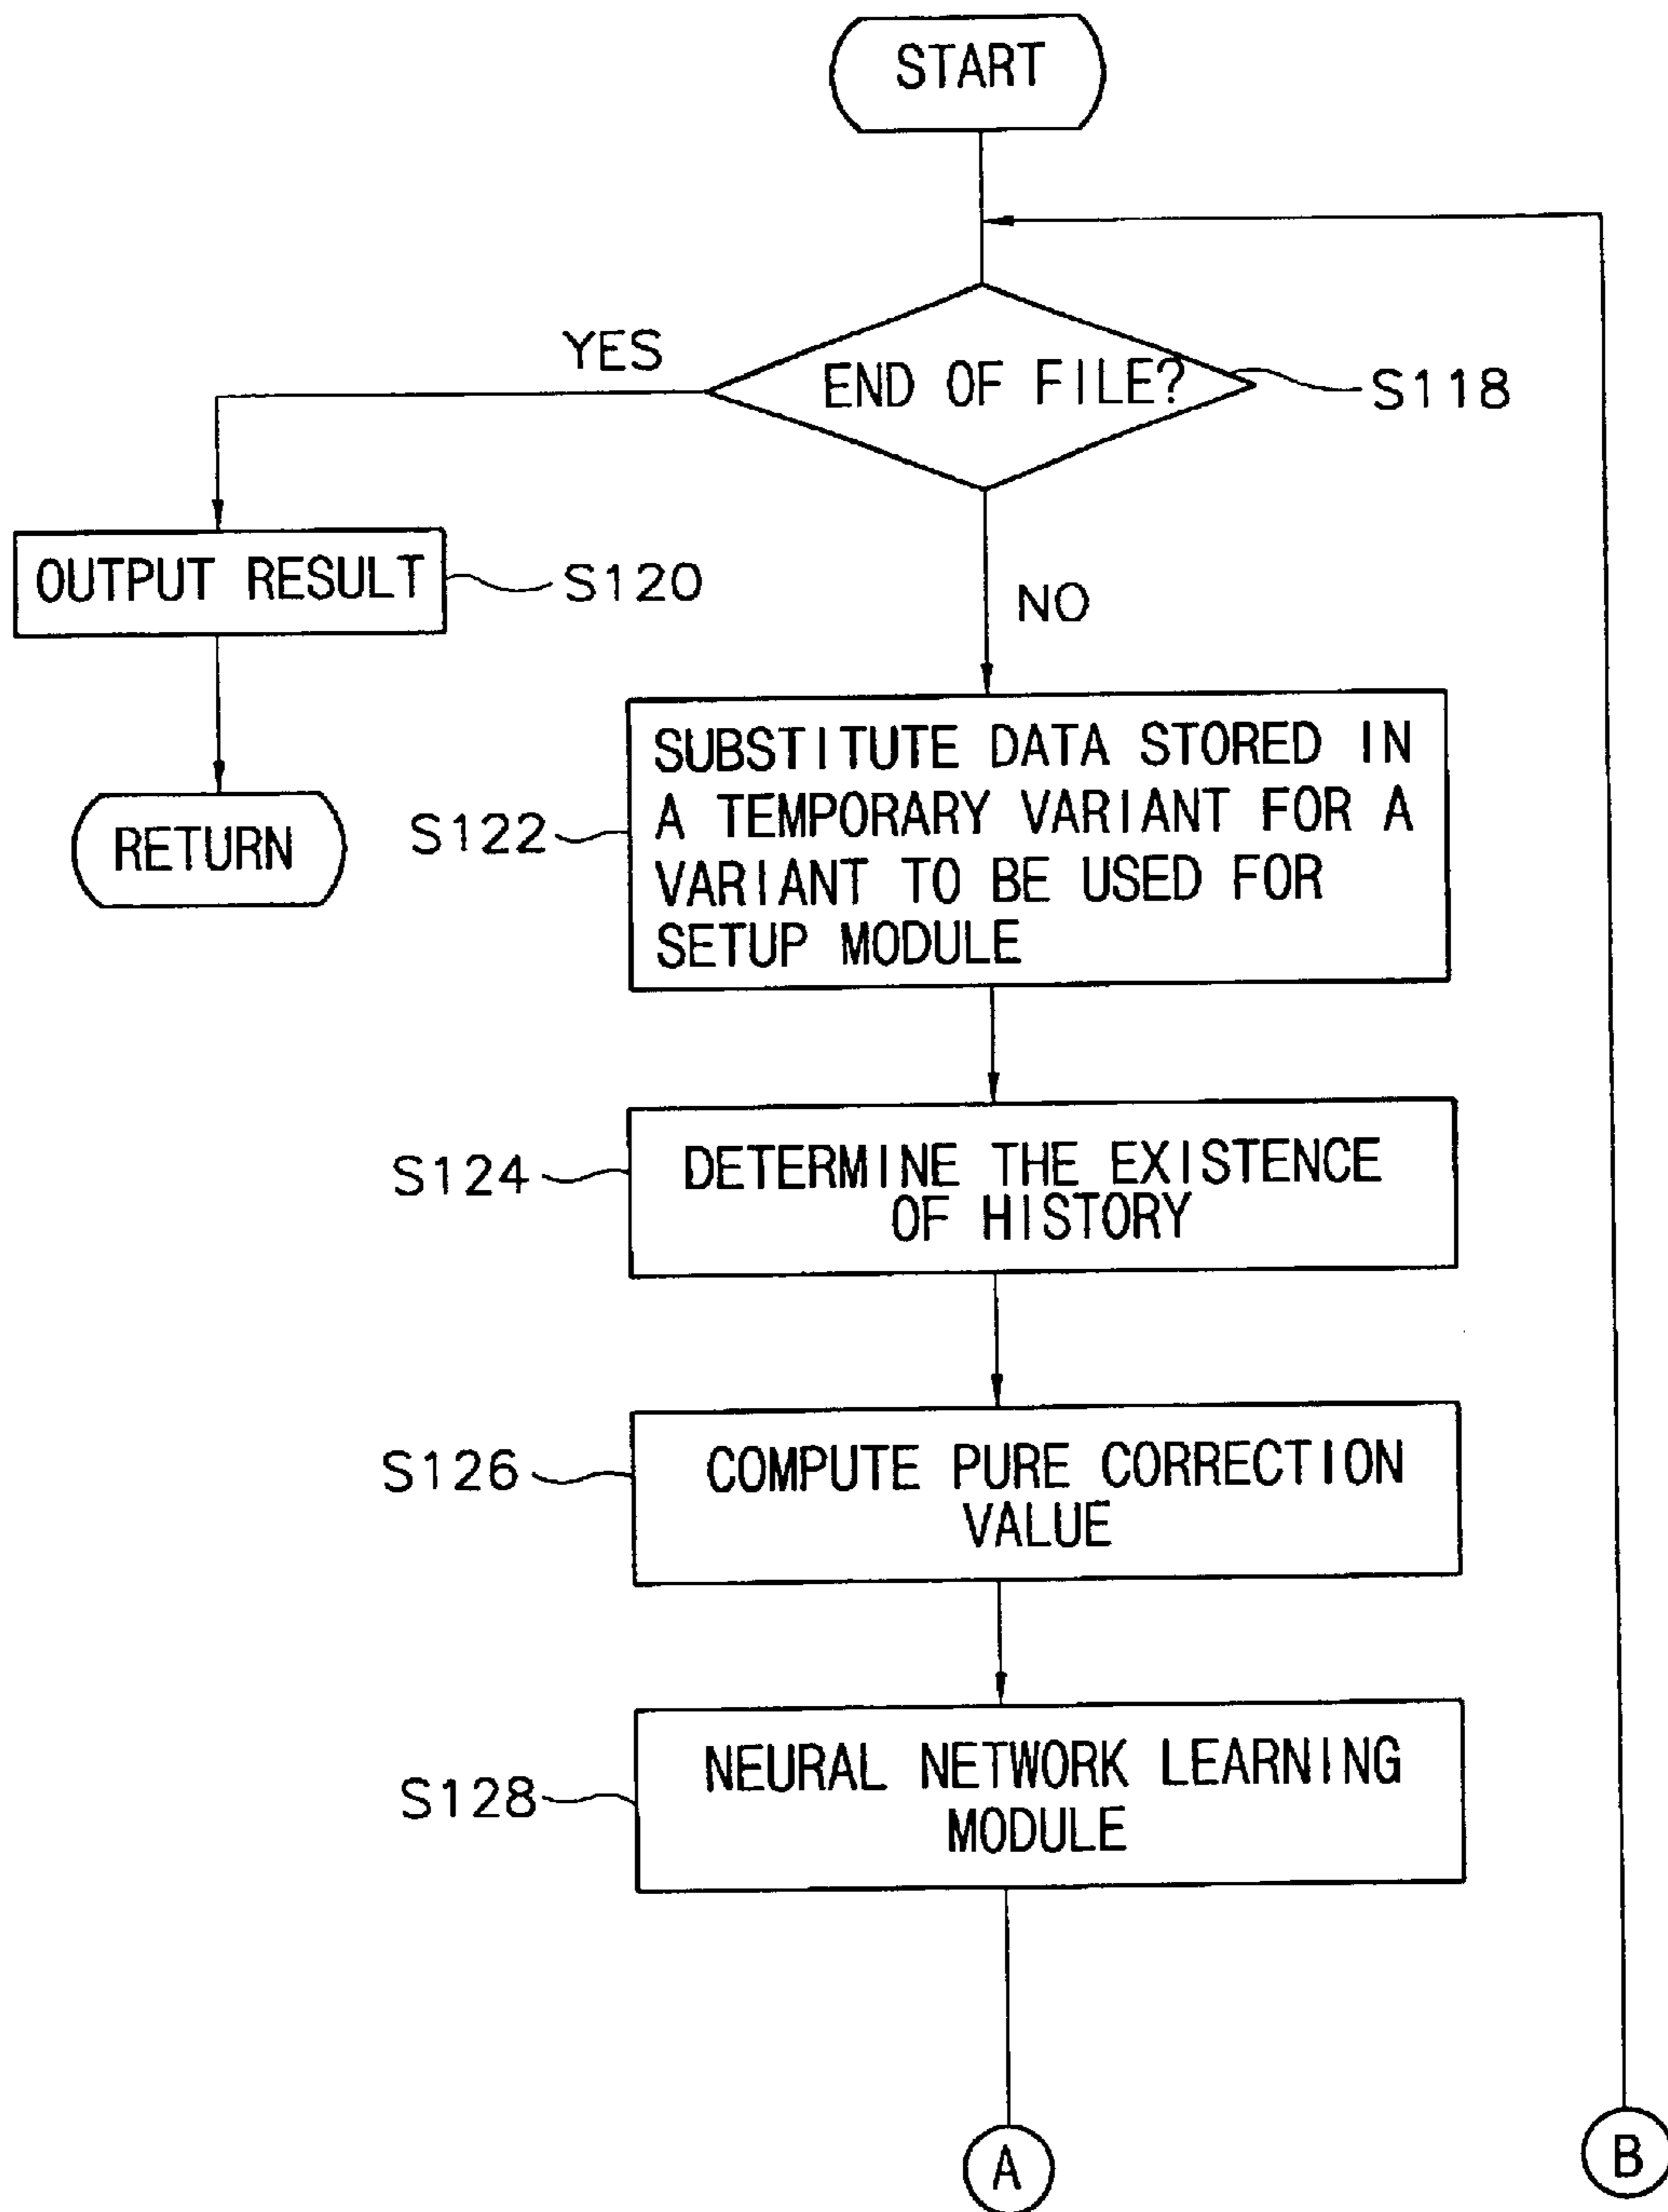 START
YES
END OF FILE?
S118
OUTPUT RESULT
S120
NO
RETURN
S122
SUBSTITUTE DATA STORED IN
A TEMPORARY VARIANT FOR A
VARIANT TO BE USED FOR
SETUP MODULE
S124
DETERMINE THE EXISTENCE
OF HISTORY
S126
COMPUTE PURE CORRECTION
VALUE
S128
NEURAL NETWORK LEARNING
MODULE
A
B